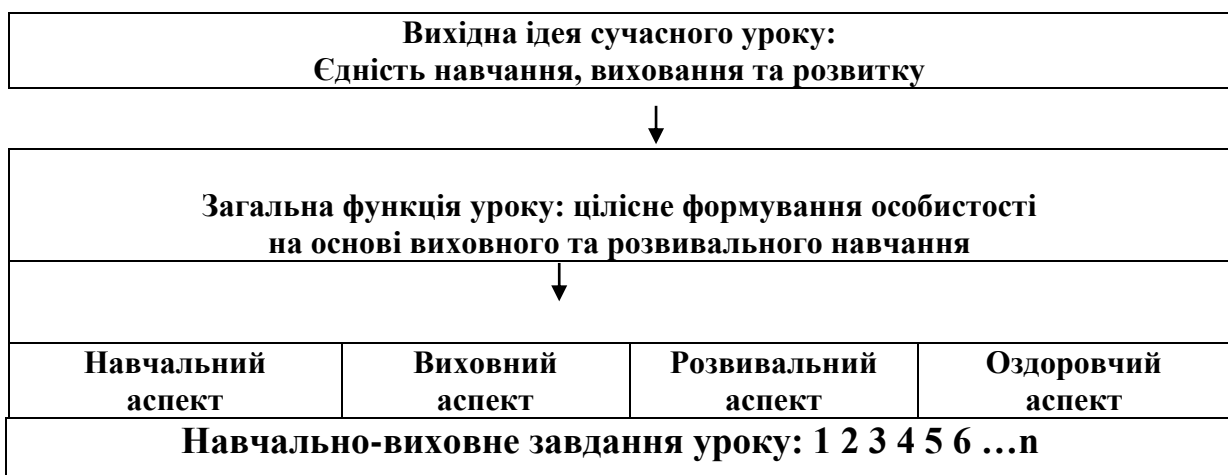 Вихідна ідея сучасного уроку:
Єдність навчання, виховання та розвитку
Загальна функція уроку: цілісне формування особистості
на основі виховного та розвивального навчання
Навчальний аспект
Виховний аспект
Розвивальний аспект
Оздоровчий аспект
Навчально-виховне завдання уроку: 1 2 3 4 5 6 …n